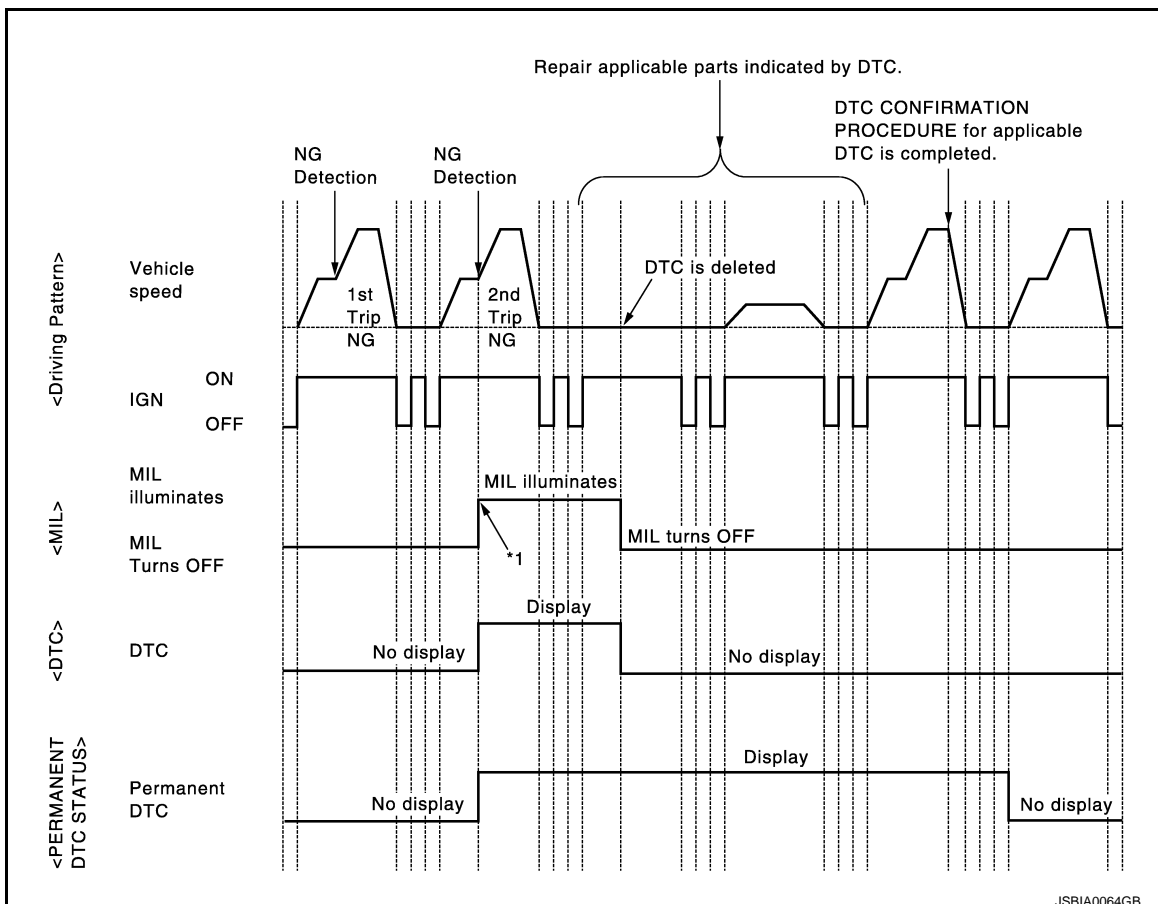 Repair applicable parts indicated by DTC.
DTC CONFIRMATION
PROCEDURE for applicable
DTC is completed.
NG
Detection
NG
Detection
<Driving Pattern>
Vehicle
speed
1st
Trip
NG
2nd
Trip
NG
DTC is deleted
IGN
ON
OFF
<MIL>
MIL
illuminates
MIL
Turns OFF
MIL illuminates
*1
MIL turns OFF
<DTC>
DTC
No display
Display
No display
<PERMANENT
DTC STATUS>
Permanent
DTC
No display
Display
No display
JSBIA0064GB